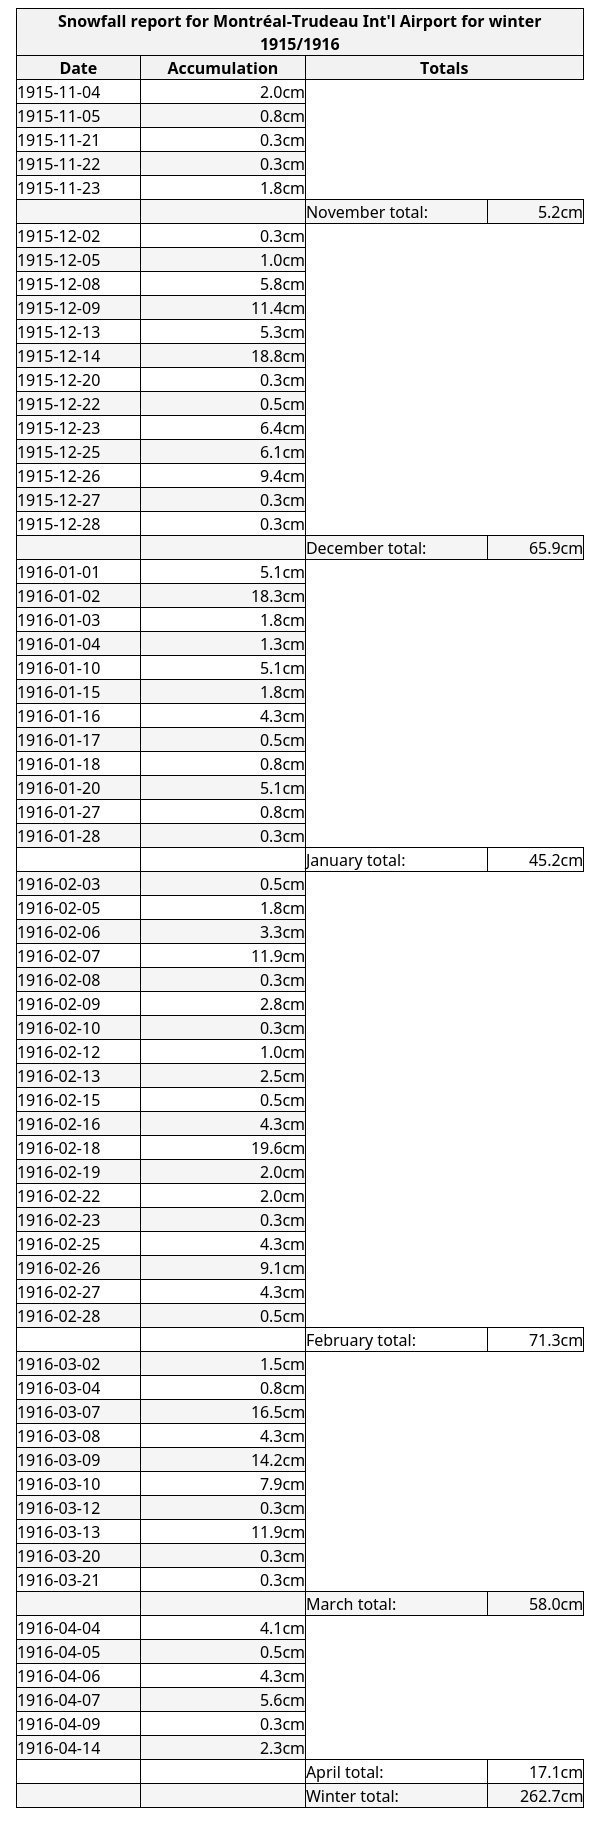 Snowfall report for Montréal-Trudeau Int'l Airport for winter
1915/1916
Date Accumulation Totals
1915-11-04 2.0cm
1915-11-05 0.8cm
1915-11-21 0.3cm
1915-11-22 0.3cm
1915-11-23 1.8cm
November total: 5.2cm
1915-12-02 0.3cm
1915-12-05 1.0cm
1915-12-08 5.8cm
1915-12-09 11.4cm
1915-12-13 5.3cm
1915-12-14 18.8cm
1915-12-20 0.3cm
1915-12-22 0.5cm
1915-12-23 6.4cm
1915-12-25 6.1cm
1915-12-26 9.4cm
1915-12-27 0.3cm
1915-12-28 0.3cm
December total: 65.9cm
1916-01-01 5.1cm
1916-01-02 18.3cm
1916-01-03 1.8cm
1916-01-04 1.3cm
1916-01-10 5.1cm
1916-01-15 1.8cm
1916-01-16 4.3cm
1916-01-17 0.5cm
1916-01-18 0.8cm
1916-01-20 5.1cm
1916-01-27 0.8cm
1916-01-28 0.3cm
January total: 45.2cm
1916-02-03 0.5cm
1916-02-05 1.8cm
1916-02-06 3.3cm
1916-02-07 11.9cm
1916-02-08 0.3cm
1916-02-09 2.8cm
1916-02-10 0.3cm
1916-02-12 1.0cm
1916-02-13 2.5cm
1916-02-15 0.5cm
1916-02-16 4.3cm
1916-02-18 19.6cm
1916-02-19 2.0cm
1916-02-22 2.0cm
1916-02-23 0.3cm
1916-02-25 4.3cm
1916-02-26 9.1cm
1916-02-27 4.3cm
1916-02-28 0.5cm
February total: 71.3cm
1916-03-02 1.5cm
1916-03-04 0.8cm
1916-03-07 16.5cm
1916-03-08 4.3cm
1916-03-09 14.2cm
1916-03-10 7.9cm
1916-03-12 0.3cm
1916-03-13 11.9cm
1916-03-20 0.3cm
1916-03-21 0.3cm
March total: 58.0cm
1916-04-04 4.1cm
1916-04-05 0.5cm
1916-04-06 4.3cm
1916-04-07 5.6cm
1916-04-09 0.3cm
1916-04-14 2.3cm
April total: 17.1cm
Winter total: 262.7cm